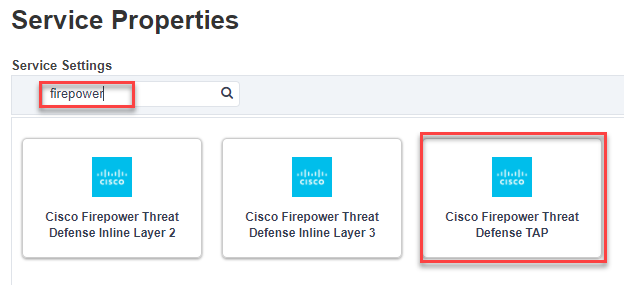 Service Properties
Service Settings
firepower
CISCO
CISCO
CISCO
Cisco Firepower Threat
Defense Inline Layer 2
Cisco Firepower Threat
Defense Inline Layer 3
Cisco Firepower Threat
Defense TAP